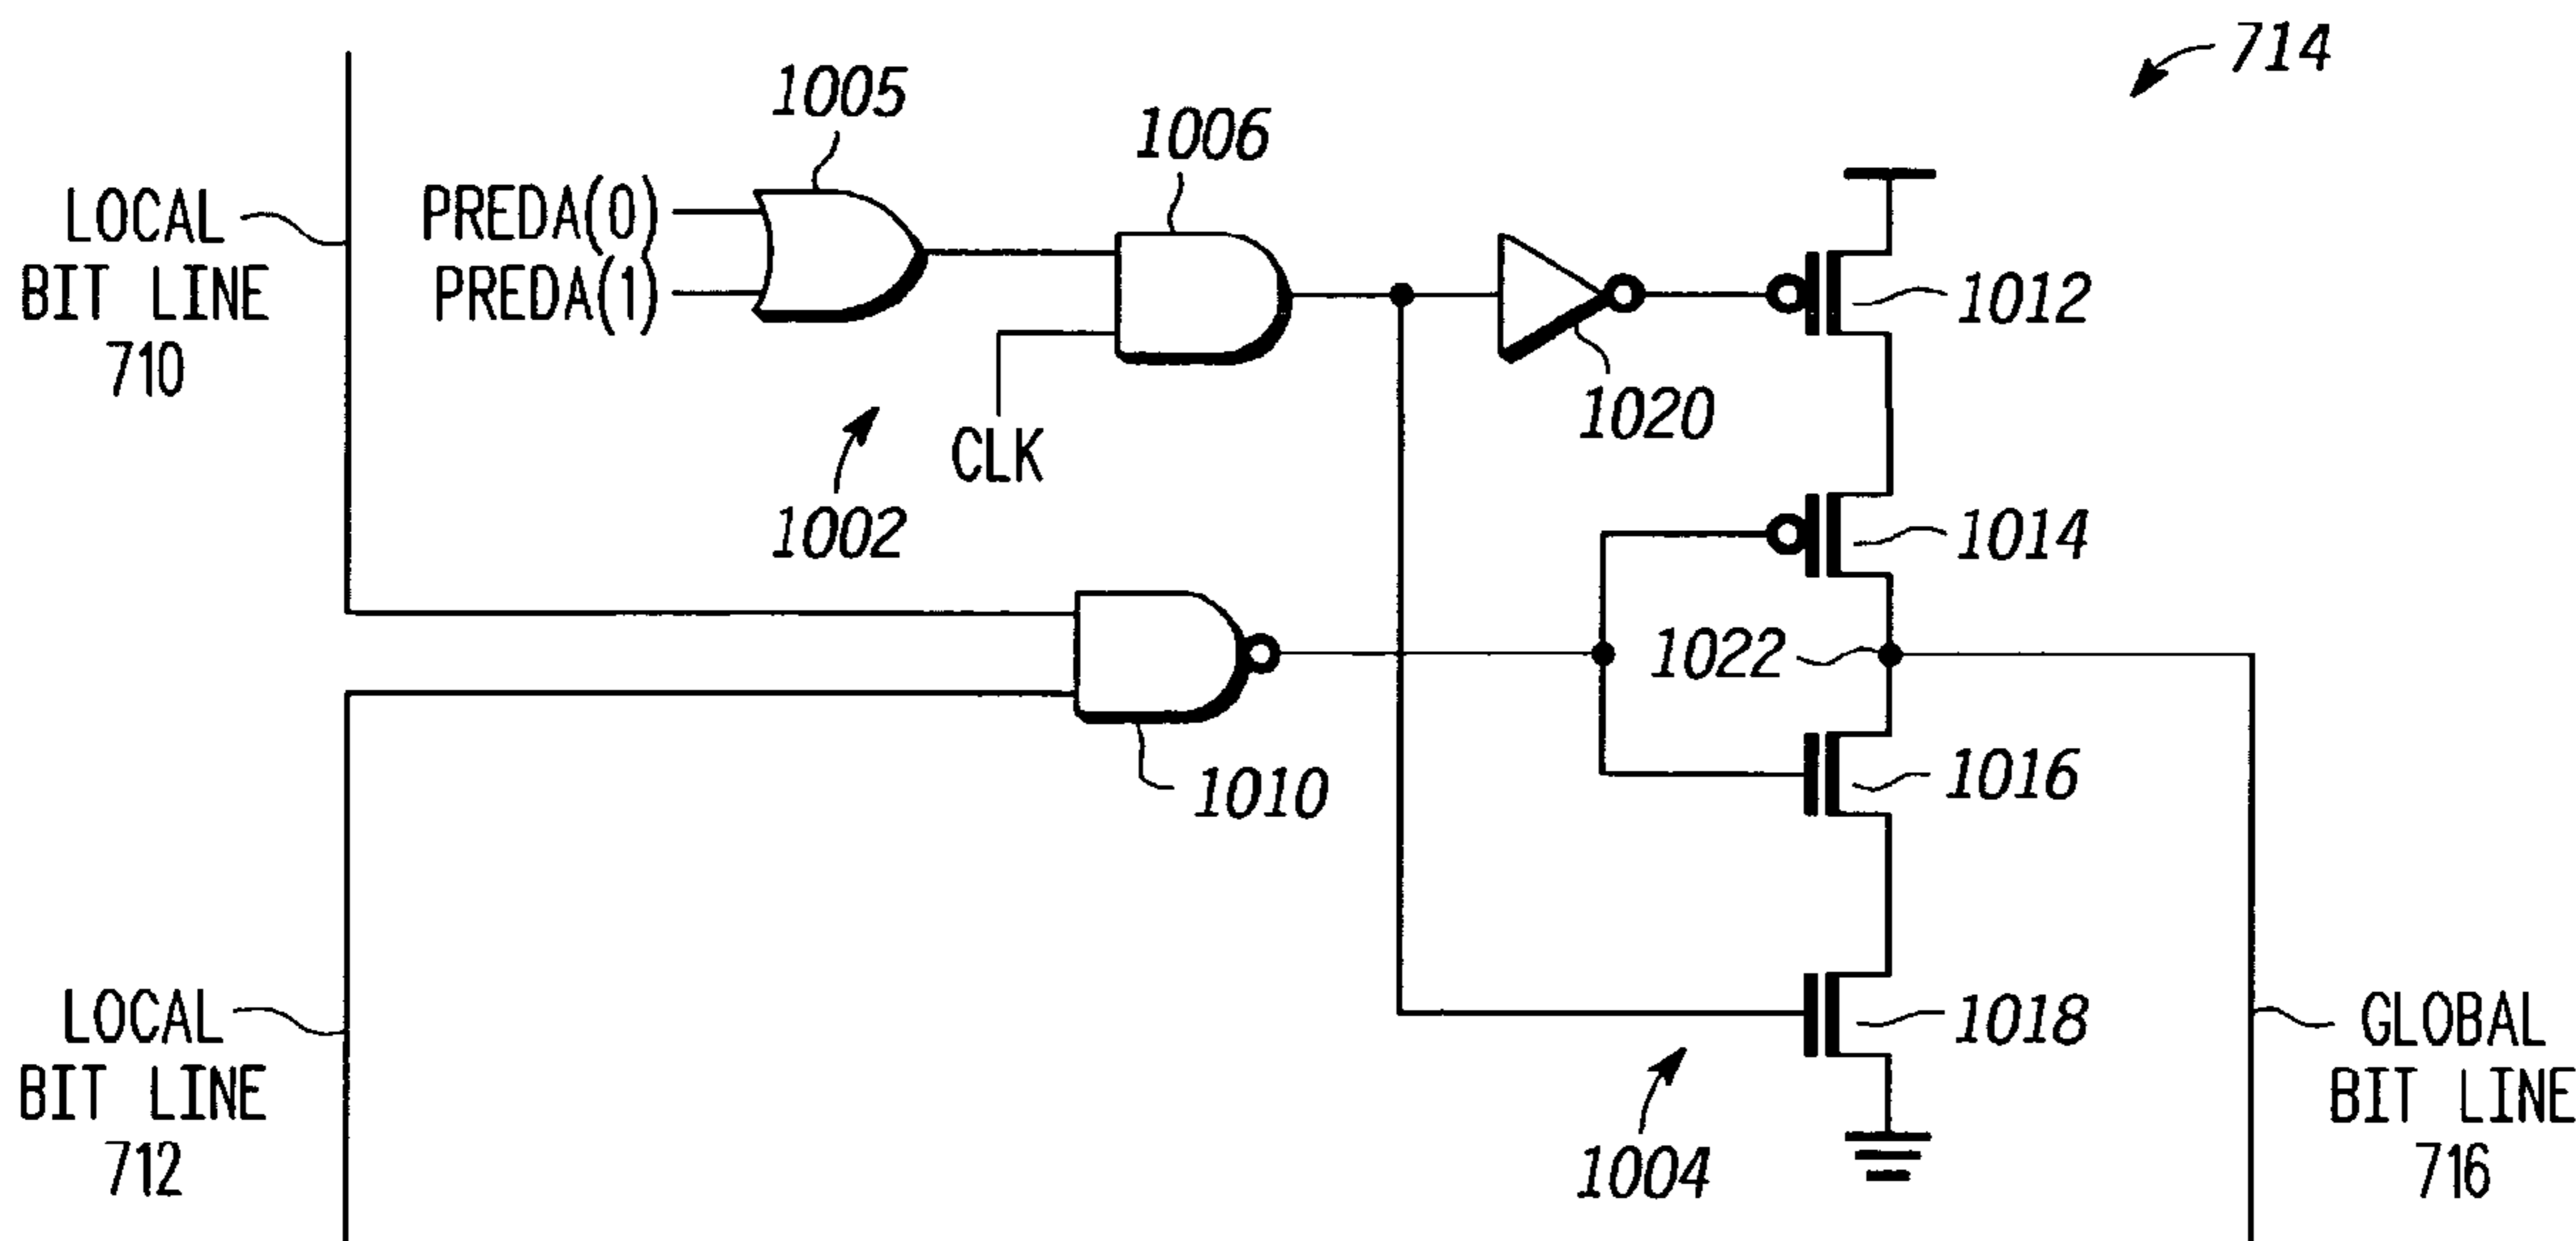 714
1005
1006
LOCAL
BIT LINE
710
PREDA(0)
PREDA(1)
1012
1020
CLK
1002
1014
1022
1010
1016
LOCAL
BIT LINE
712
1018
1004
GLOBAL
BIT LINE
716